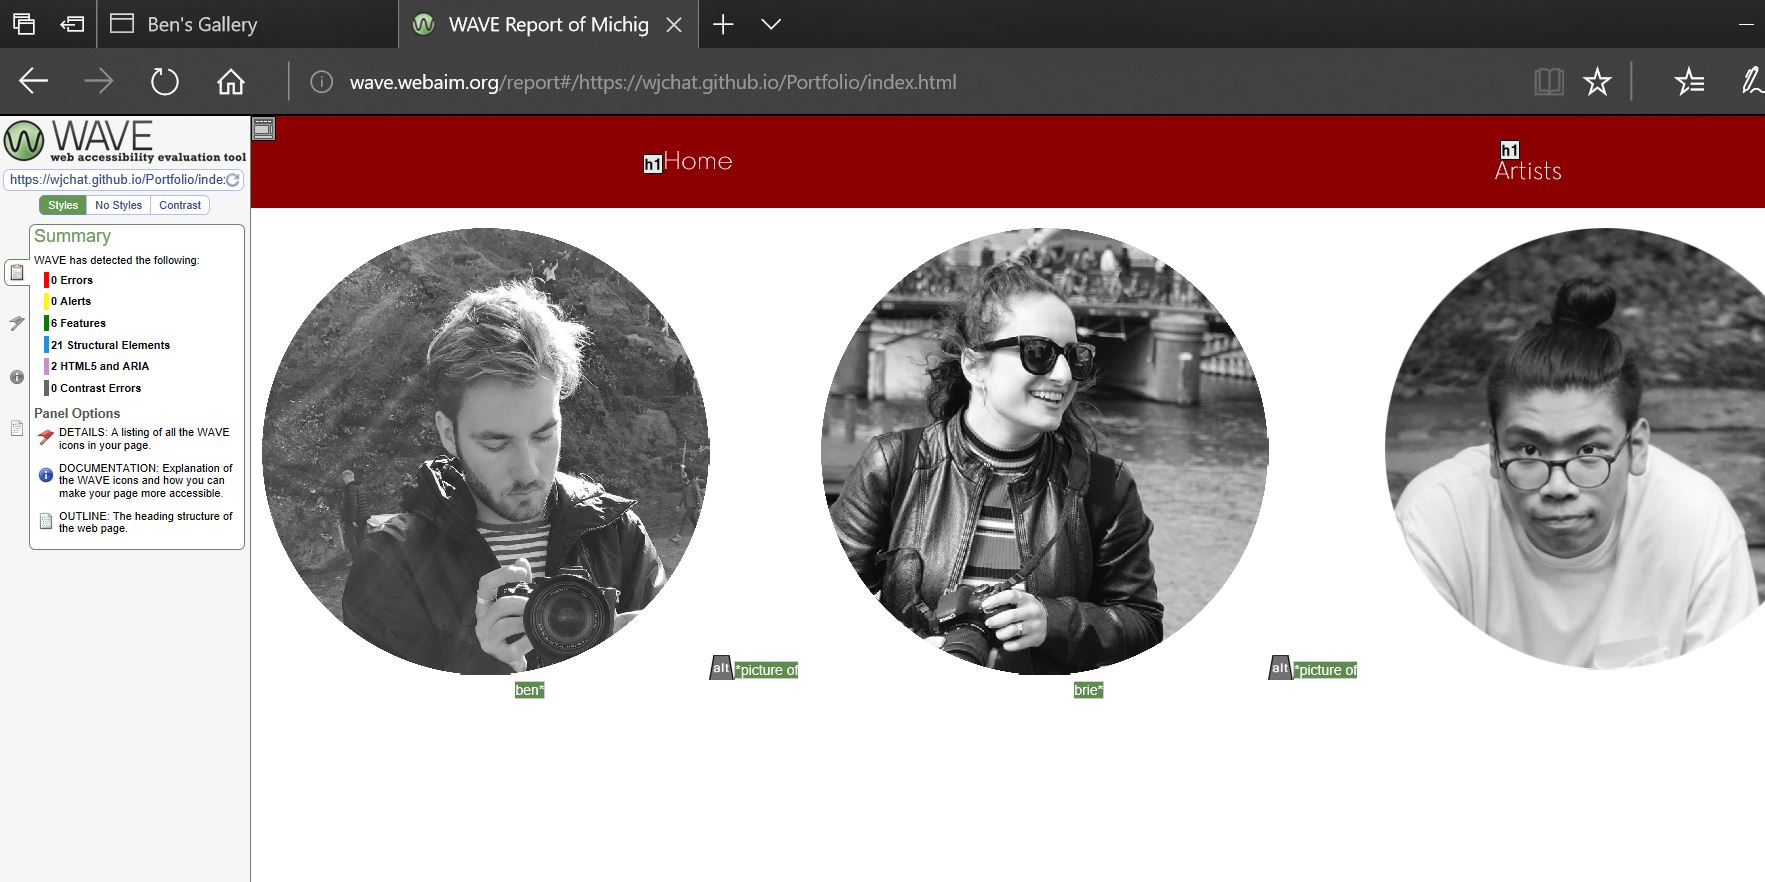 Ben's Gallery
WAVE Report of Michig
wave.webaim.org/report#/https://wjchat.github.io/Portfolio/index.html
WAVE
web accessibility evaluation tool
https://wjchat.github.io/Portfolio/inde
Styles No Styles Contrast
Summary
WAVE has detected the following:
0 Errors
0 Alerts
6 Features
21 Structural Elements
2 HTML5 and ARIA
0 Contrast Errors
Panel Options
DETAILS: A listing of all the WAVE
icons in your page.
DOCUMENTATION: Explanation of
the WAVE icons and how you can
make your page more accessible.
OUTLINE: The heading structure of
the web page.
h1 Home
h1
Artists
alt *picture of
ben*
alt *picture of
brie*